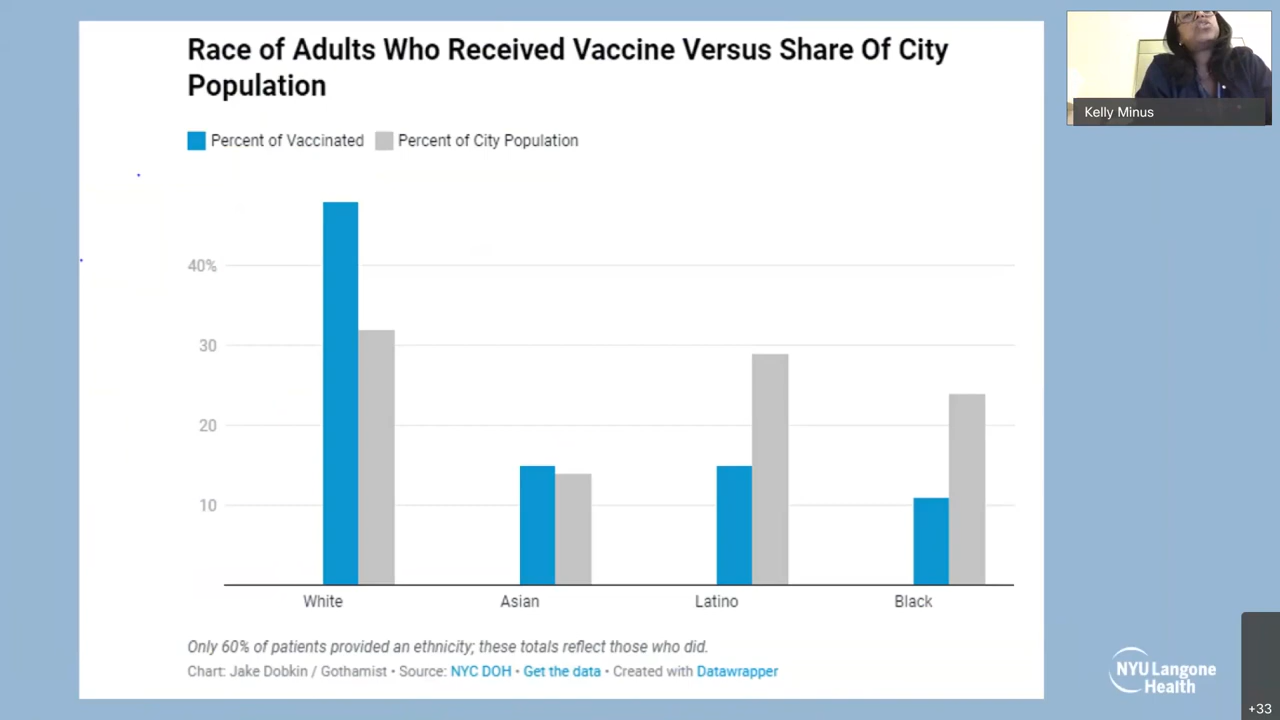 Race of Adults Who Received Vaccine Versus Share Of City
Population
Percent of Vaccinated Percent of City Population
40%
30
20
10
White Asian Latino Black
Only 60% of patients provided an ethnicity; these totals reflect those who did.
Chart: Jake Dobkin / Gothamist • Source: NYC DOH • Get the data • Created with Datawrapper
Kelly Minus
NYU Langone
Health
+33